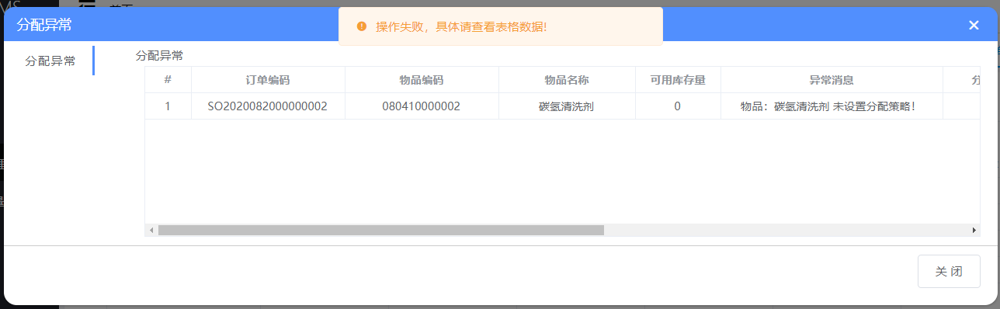 分配异常
操作失败，具体请查看表格数据!
分配异常
分配异常
# 订单编码 物品编码 物品名称 可用库存量 异常消息 分
1 SO2020082000000002 080410000002 碳氢清洗剂 0 物品：碳氢清洗剂 未设置分配策略！
关 闭